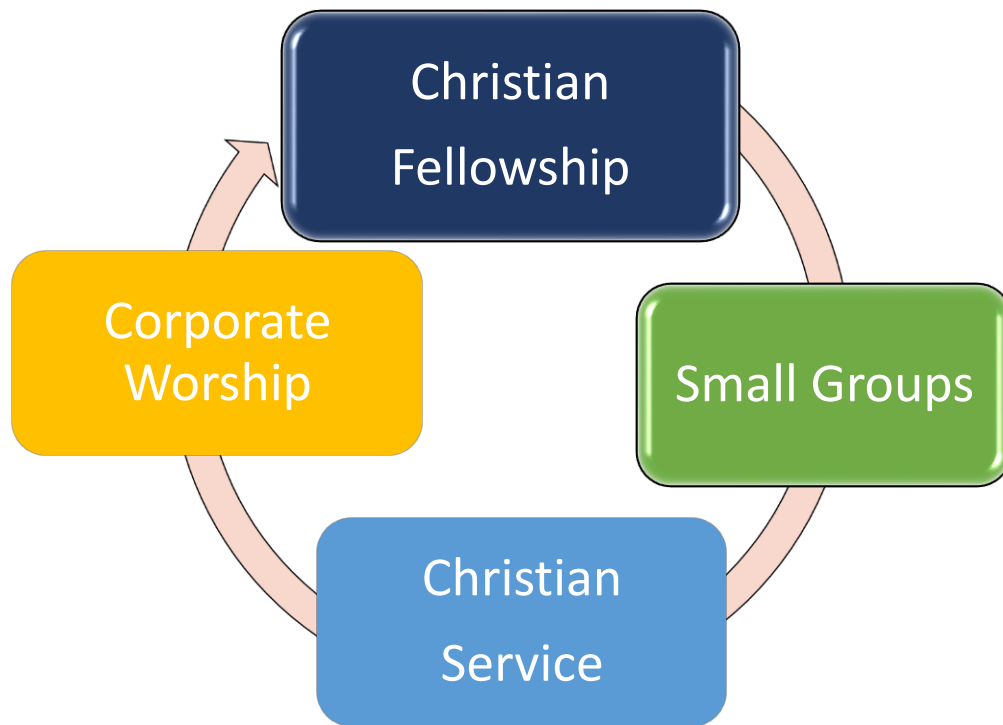 Christian
Fellowship
Small Groups
Christian
Service
Corporate
Worship